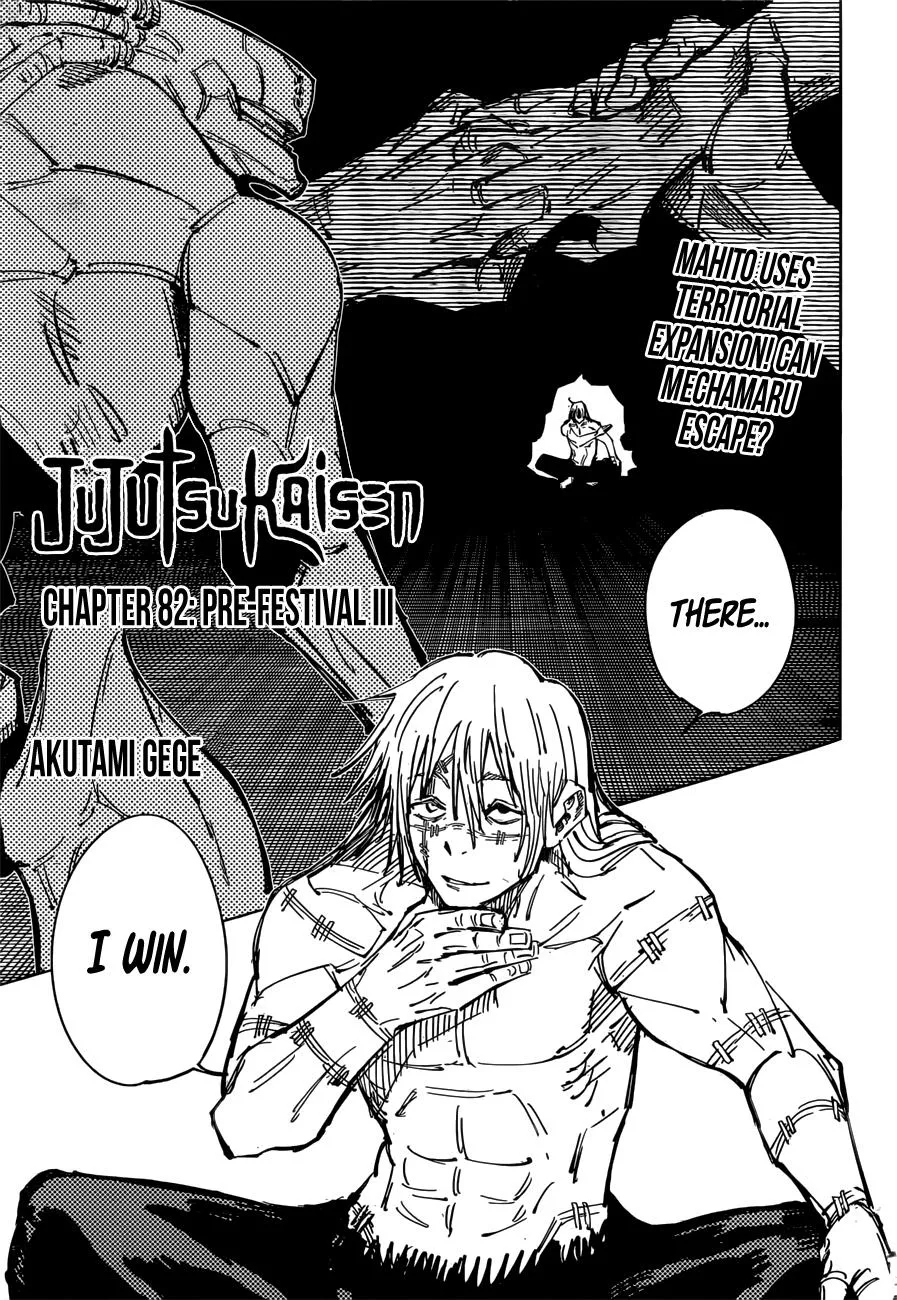 MAHITO USES
TERRITORIAL
EXPANSION! CAN
MECHAMARU
ESCAPE?
JUJUTSU KAISEN
CHAPTER 82: PRE-FESTIVAL III
AKUTAMI GEGE
THERE...
I WIN.